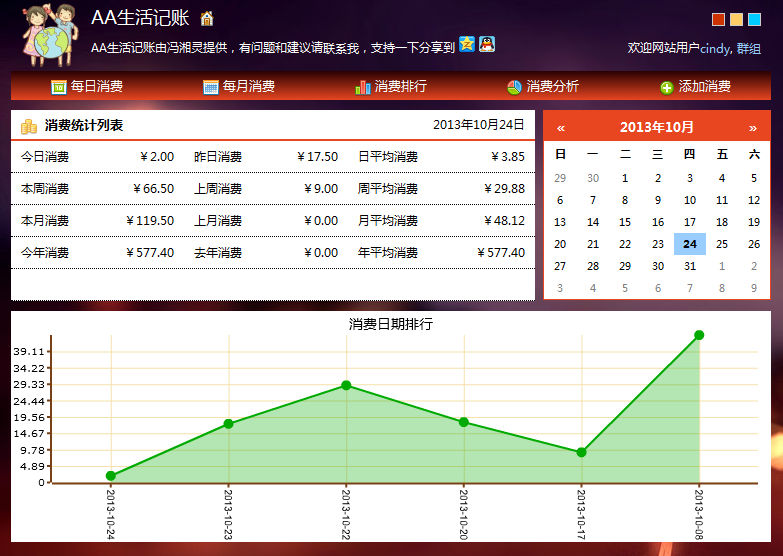 AA生活记账
AA生活记账由冯湘灵提供，有问题和建议请联系我，支持一下分享到
欢迎网站用户cindy, 群组
每日消费 每月消费 消费排行 消费分析 添加消费
消费统计列表 2013年10月24日
今日消费 ￥2.00 昨日消费 ￥17.50 日平均消费 ￥3.85
本周消费 ￥66.50 上周消费 ￥9.00 周平均消费 ￥29.88
本月消费 ￥119.50 上月消费 ￥0.00 月平均消费 ￥48.12
今年消费 ￥577.40 去年消费 ￥0.00 年平均消费 ￥577.40
« 2013年10月 »
日 一 二 三 四 五 六
29 30 1 2 3 4 5
6 7 8 9 10 11 12
13 14 15 16 17 18 19
20 21 22 23 24 25 26
27 28 29 30 31 1 2
3 4 5 6 7 8 9
消费日期排行
39.11
34.22
29.33
24.44
19.56
14.67
9.78
4.89
0
2013-10-24 2013-10-23 2013-10-22 2013-10-20 2013-10-17 2013-10-08